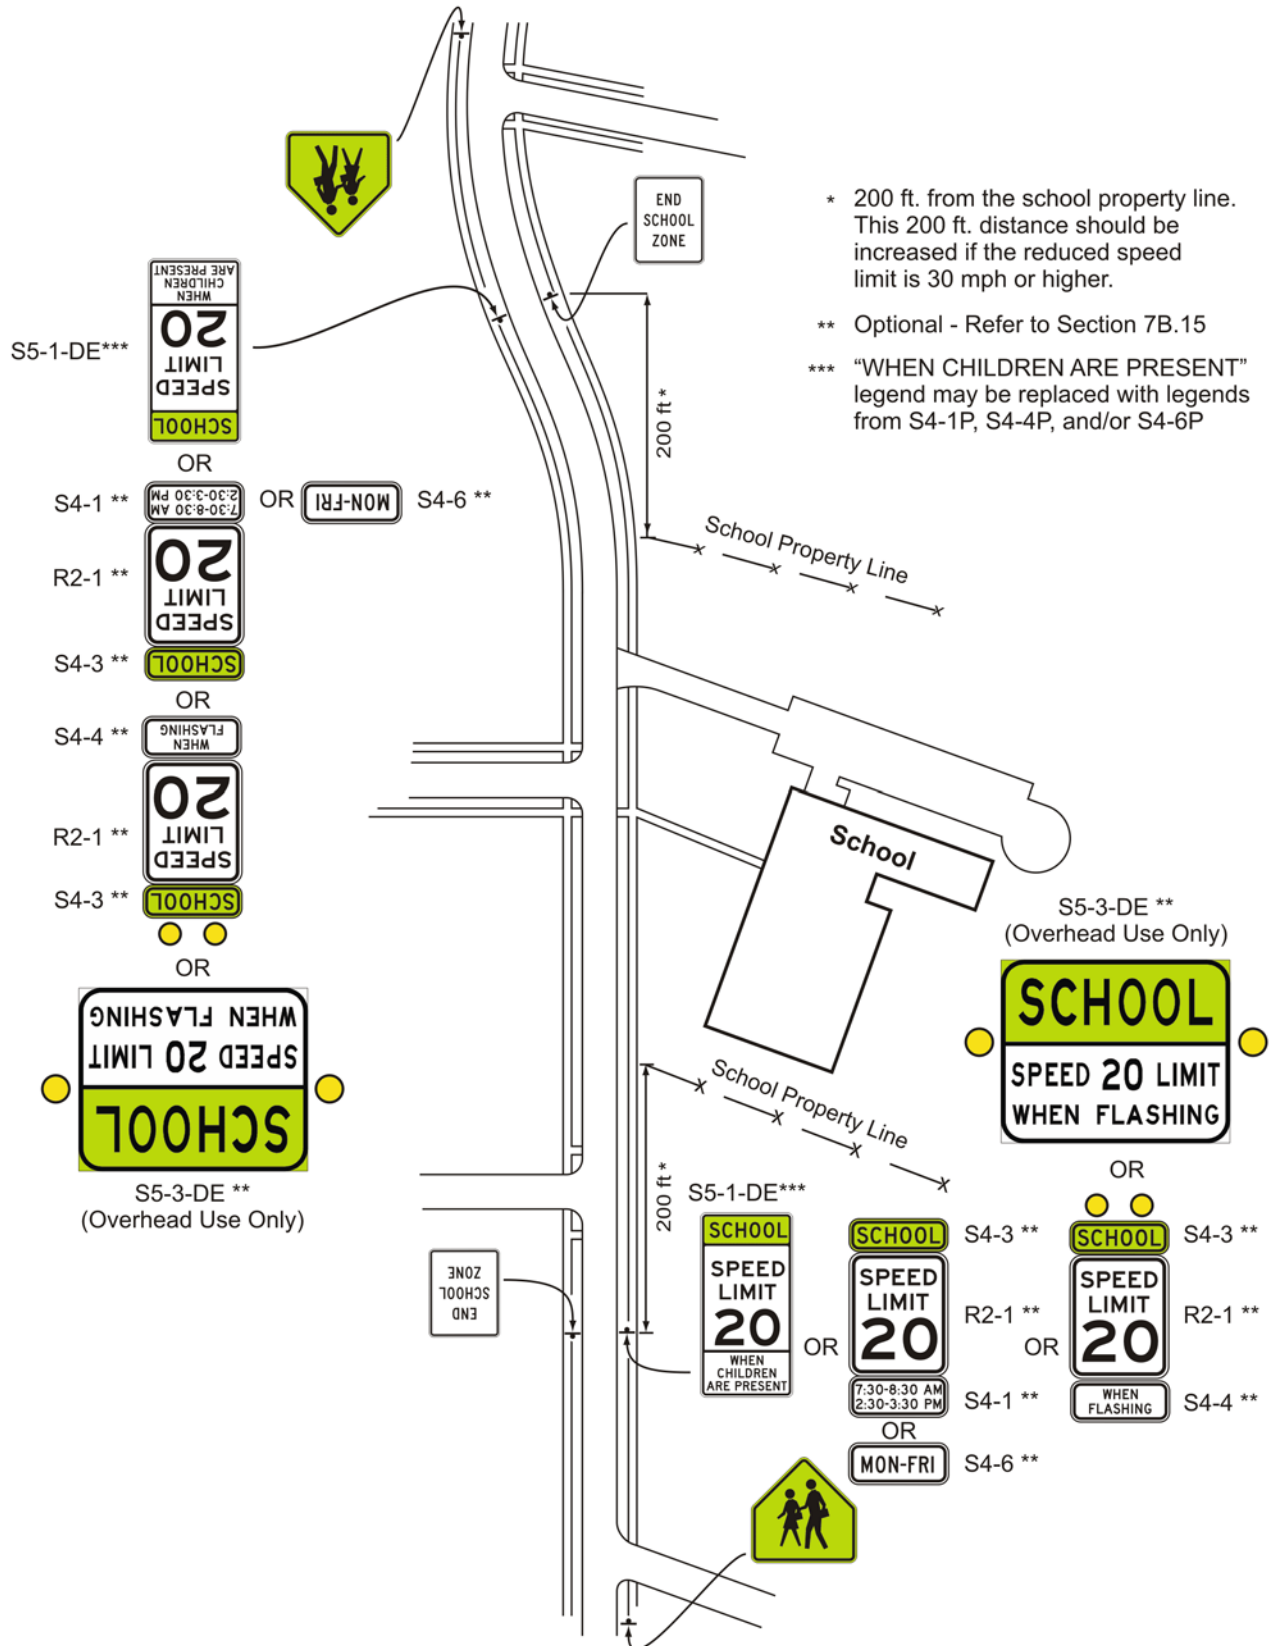 END
SCHOOL
ZONE
* 200 ft. from the school property line.
This 200 ft. distance should be
increased if the reduced speed
limit is 30 mph or higher.
** Optional - Refer to Section 7B.15
*** “WHEN CHILDREN ARE PRESENT”
legend may be replaced with legends
from S4-1P, S4-4P, and/or S4-6P
S5-1-DE***
SCHOOL
SPEED
LIMIT
20
WHEN
CHILDREN
ARE PRESENT
OR
S4-1 **
7:30-8:30 AM
2:30-3:30 PM
OR
MON-FRI
S4-6 **
R2-1 **
SPEED
LIMIT
20
S4-3 **
SCHOOL
OR
S4-4 **
WHEN
FLASHING
R2-1 **
SPEED
LIMIT
20
S4-3 **
SCHOOL
OR
SCHOOL
SPEED 20 LIMIT
WHEN FLASHING
S5-3-DE **
(Overhead Use Only)
200 ft *
School Property Line
School
School Property Line
200 ft *
END
SCHOOL
ZONE
S5-3-DE **
(Overhead Use Only)
SCHOOL
SPEED 20 LIMIT
WHEN FLASHING
OR
S5-1-DE***
SCHOOL
SPEED
LIMIT
20
WHEN
CHILDREN
ARE PRESENT
OR
SCHOOL
S4-3 **
SPEED
LIMIT
20
R2-1 **
7:30-8:30 AM
2:30-3:30 PM
S4-1 **
OR
MON-FRI
S4-6 **
OR
SCHOOL
S4-3 **
SPEED
LIMIT
20
R2-1 **
WHEN
FLASHING
S4-4 **